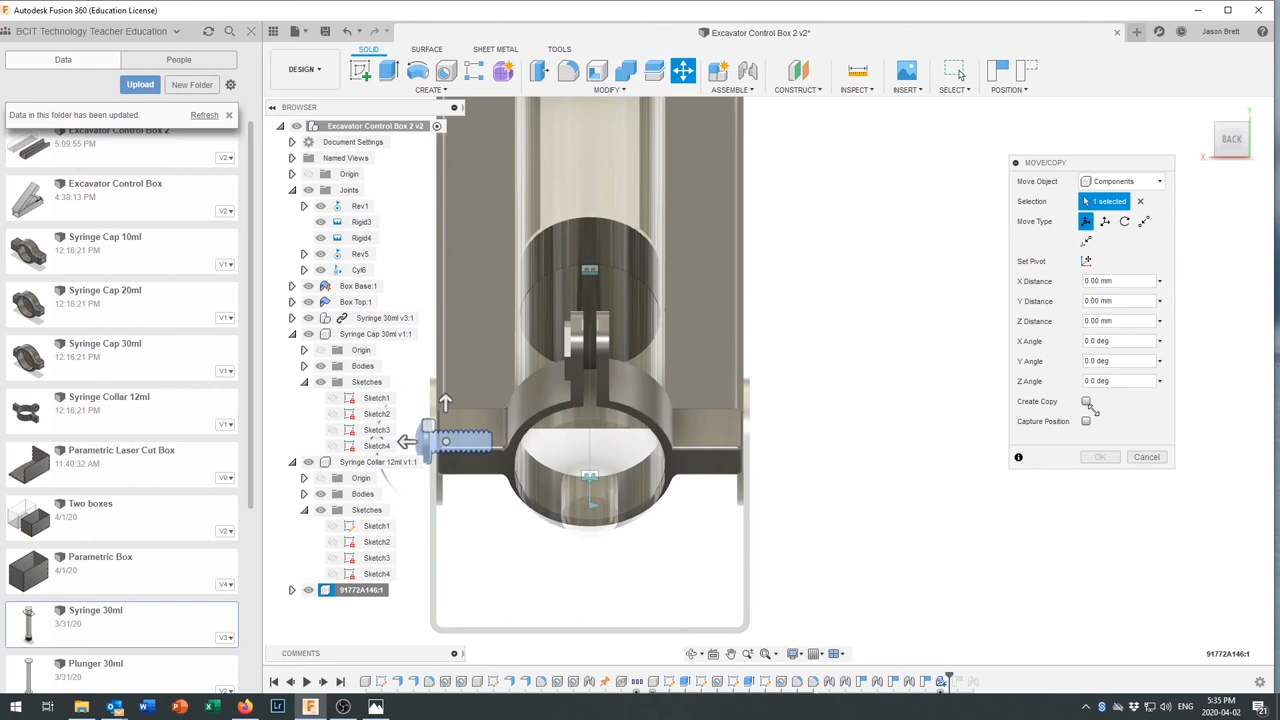 Autodesk Fusion 360 (Education License)
BCIT Technology Teacher Education
Excavator Control Box 2 v2*
Jason Brett
Data
People
SOLID
SURFACE
SHEET METAL
TOOLS
DESIGN
CREATE
MODIFY
ASSEMBLE
CONSTRUCT
INSPECT
INSERT
SELECT
POSITION
Upload
New Folder
Data in this folder has been updated.
Refresh
Excavator Control Box 2
5:09:55 PM
V2
Excavator Control Box
4:38:13 PM
V2
Syringe Cap 10ml
12:16:21 PM
V1
Syringe Cap 20ml
12:16:21 PM
V1
Syringe Cap 30ml
12:16:21 PM
V1
Syringe Collar 12ml
12:16:21 PM
V1
Parametric Laser Cut Box
11:40:32 AM
V9
Two boxes
4/1/20
V3
Parametric Box
4/1/20
V4
Syringe 30ml
3/31/20
V3
Plunger 30ml
3/31/20
BROWSER
Excavator Control Box 2 v2
Document Settings
Named Views
Origin
Joints
Rev1
Rigid3
Rigid4
Rev5
Cyl6
Box Base:1
Box Top:1
Syringe 30ml v3:1
Syringe Cap 30ml v1:1
Origin
Bodies
Sketches
Sketch1
Sketch2
Sketch3
Sketch4
Syringe Collar 12ml v1:1
Origin
Bodies
Sketches
Sketch1
Sketch2
Sketch3
Sketch4
91772A146:1
COMMENTS
Y
BACK
X
MOVE/COPY
Move Object
Components
Selection
1 selected
Move Type
Set Pivot
X Distance
0.00 mm
Y Distance
0.00 mm
Z Distance
0.00 mm
X Angle
0.0 deg
Y Angle
0.0 deg
Z Angle
0.0 deg
Create Copy
Capture Position
OK
Cancel
91772A146:1
ENG
5:35 PM
2020-04-02
21